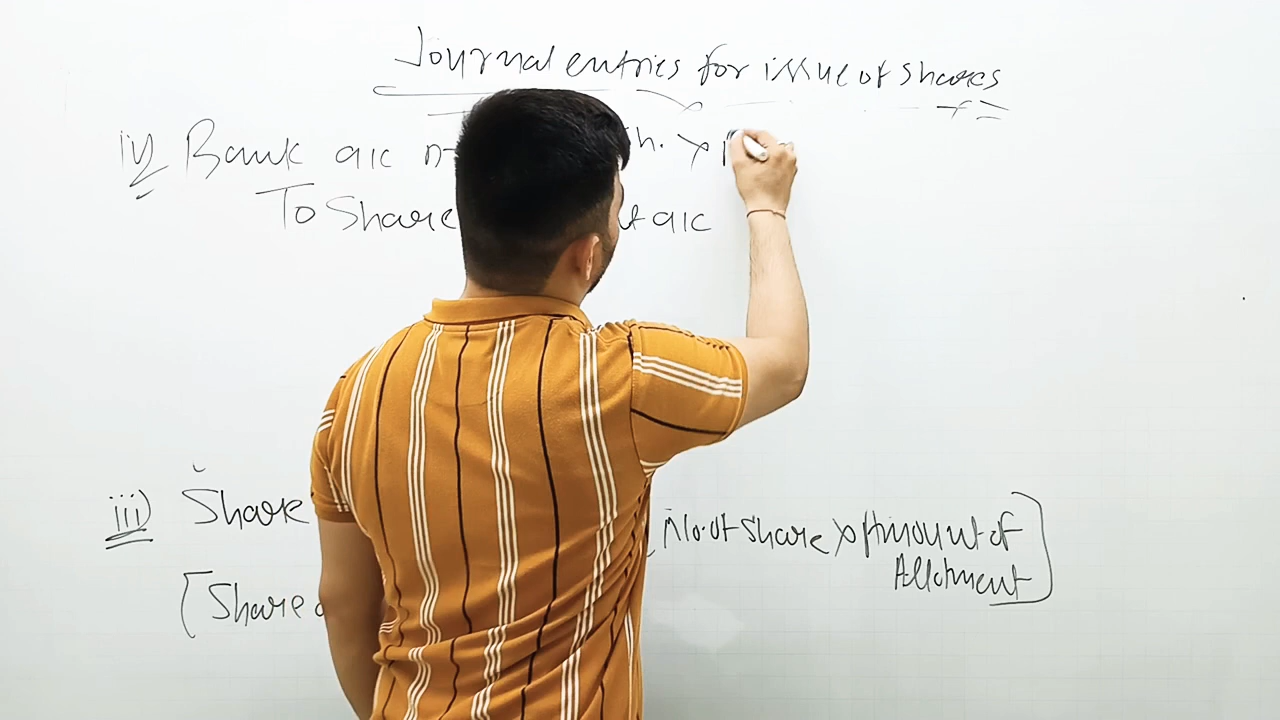 Journal entries for issue of shares
iv) Bank a/c h. x
To Share t a/c
iii) Share No. of Share x Amount of
Allotment
[Share